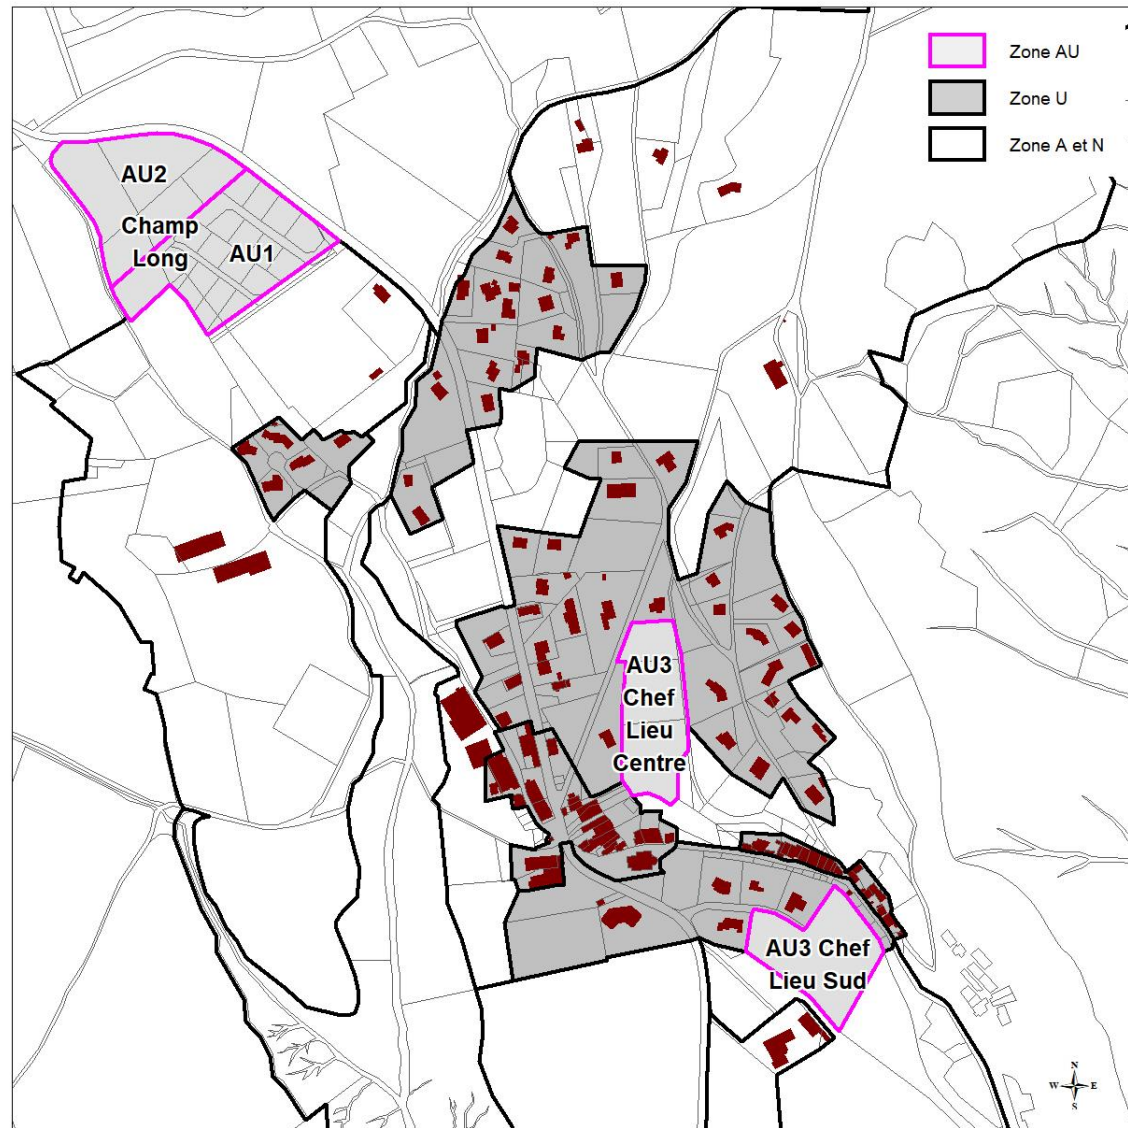 Zone AU
Zone U
Zone A et N
AU2
Champ
Long
AU1
AU3
Chef
Lieu
Centre
AU3 Chef
Lieu Sud
N
W E
S